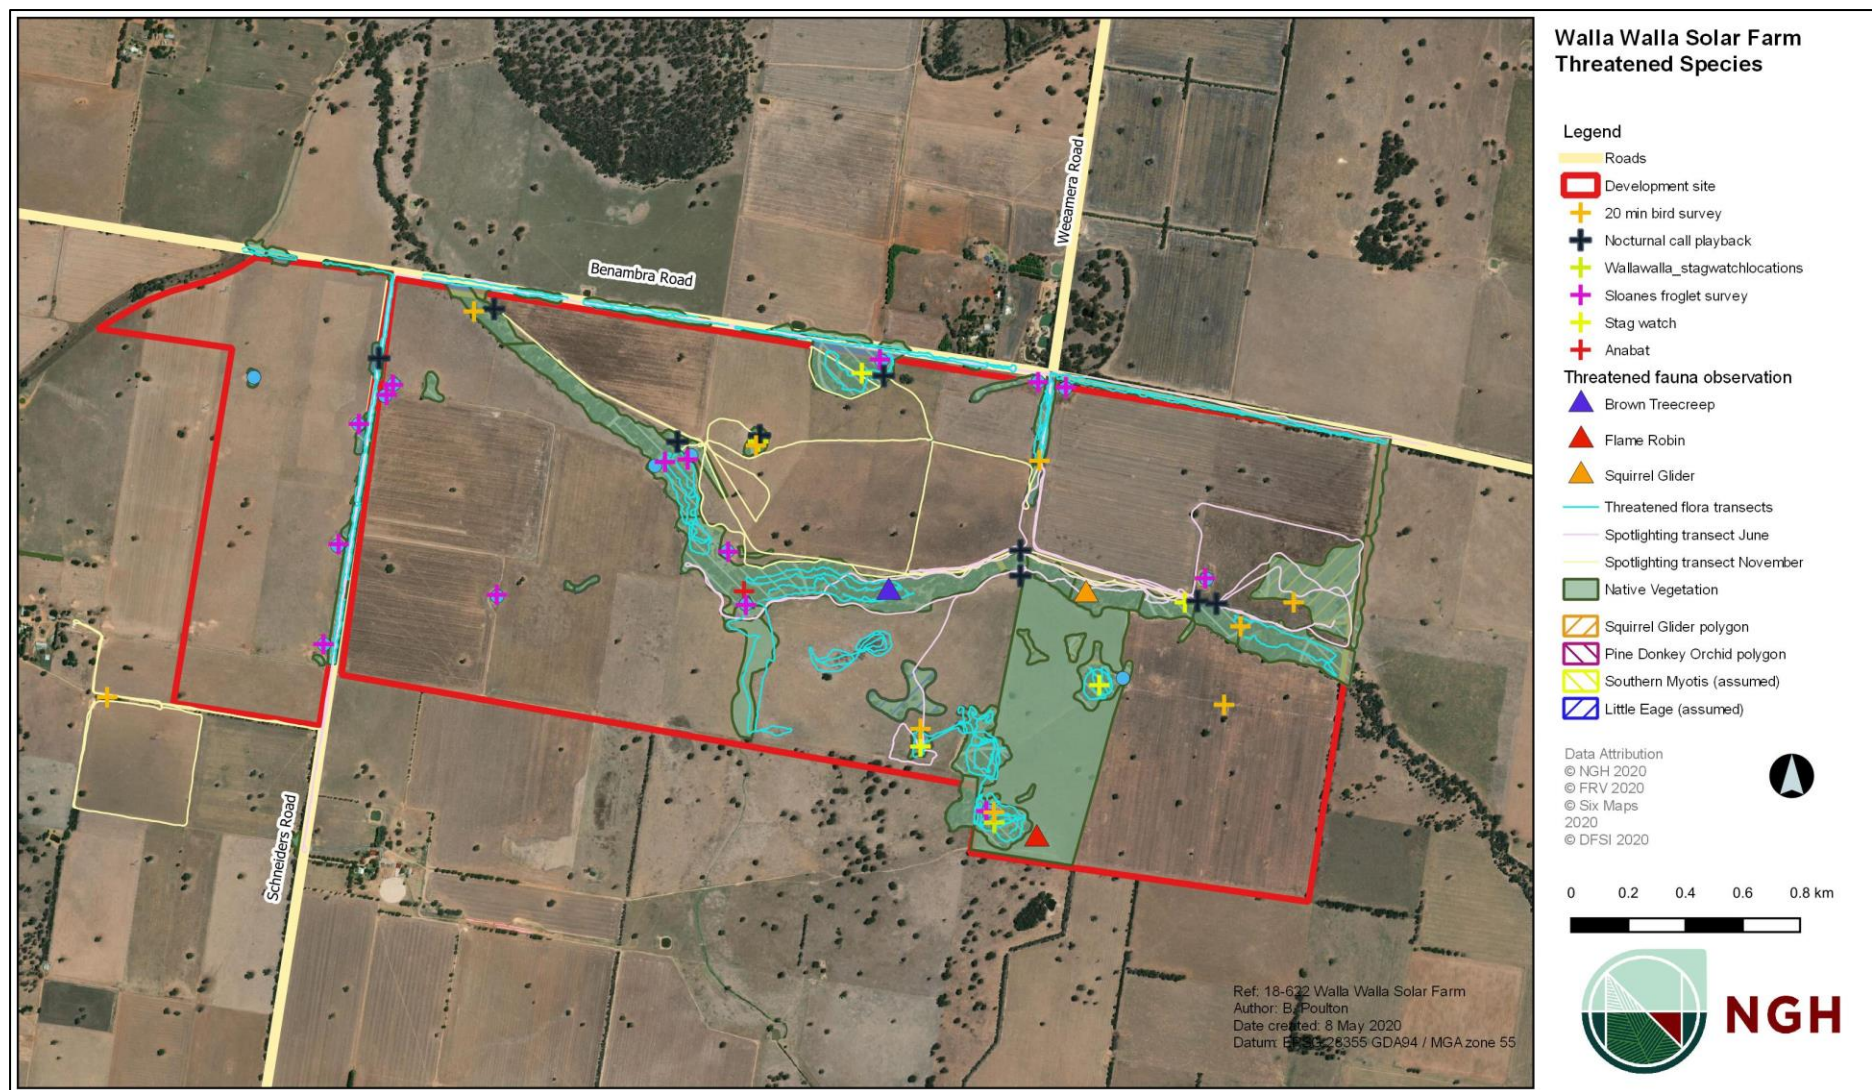 Walla Walla Solar Farm
Threatened Species
Legend
Roads
Development site
20 min bird survey
Nocturnal call playback
Wallawalla_stagwatchlocations
Sloanes froglet survey
Stag watch
Anabat
Threatened fauna observation
Brown Treecreep
Flame Robin
Squirrel Glider
Threatened flora transects
Spotlighting transect June
Spotlighting transect November
Native Vegetation
Squirrel Glider polygon
Pine Donkey Orchid polygon
Southern Myotis (assumed)
Little Eage (assumed)
Data Attribution
© NGH 2020
© FRV 2020
© Six Maps
2020
© DFSI 2020
0 0.2 0.4 0.6 0.8 km
NGH
Benambra Road
Weeamera Road
Schneiders Road
Ref: 18-622 Walla Walla Solar Farm
Author: B. Poulton
Date created: 8 May 2020
Datum: EPSG:28355 GDA94 / MGA zone 55